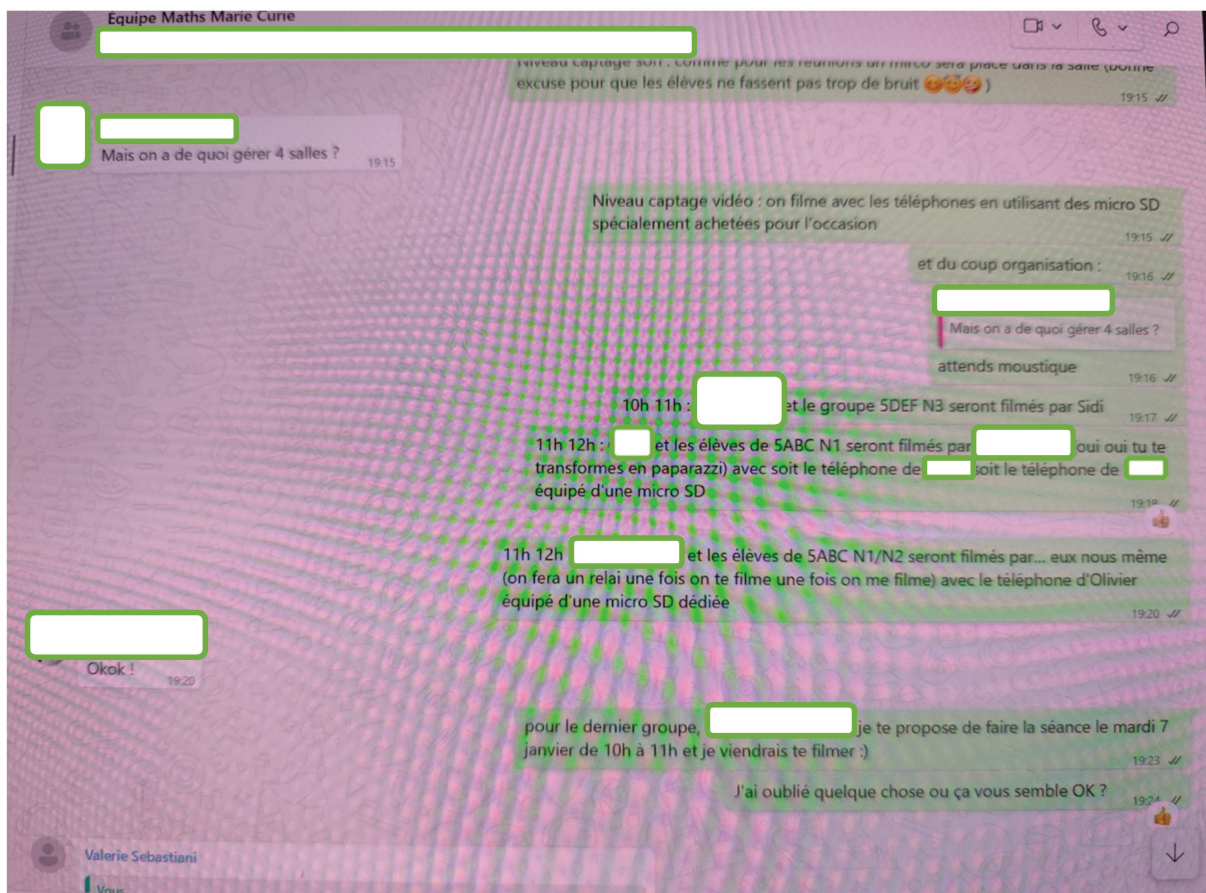 Équipe Maths Marie Curie
Niveau captage son : comme pour les réunions un mirco sera placé dans la salle (bonne
excuse pour que les élèves ne fassent pas trop de bruit 😊😇🥰 )
19:15
Mais on a de quoi gérer 4 salles ?
19:15
Niveau captage vidéo : on filme avec les téléphones en utilisant des micro SD
spécialement achetées pour l'occasion
19:15
et du coup organisation :
19:16
Mais on a de quoi gérer 4 salles ?
attends moustique
19:16
10h 11h : et le groupe 5DEF N3 seront filmés par Sidi
19:17
11h 12h : et les élèves de 5ABC N1 seront filmés par oui oui tu te
transformes en paparazzi) avec soit le téléphone de soit le téléphone de
équipé d'une micro SD
19:19
👍
11h 12h et les élèves de 5ABC N1/N2 seront filmés par... eux nous même
(on fera un relai une fois on te filme une fois on me filme) avec le téléphone d'Olivier
équipé d'une micro SD dédiée
19:20
Okok !
19:20
pour le dernier groupe, je te propose de faire la séance le mardi 7
janvier de 10h à 11h et je viendrais te filmer :)
19:23
J'ai oublié quelque chose ou ça vous semble OK ?
19:24
👍
Valerie Sebastiani
Vous